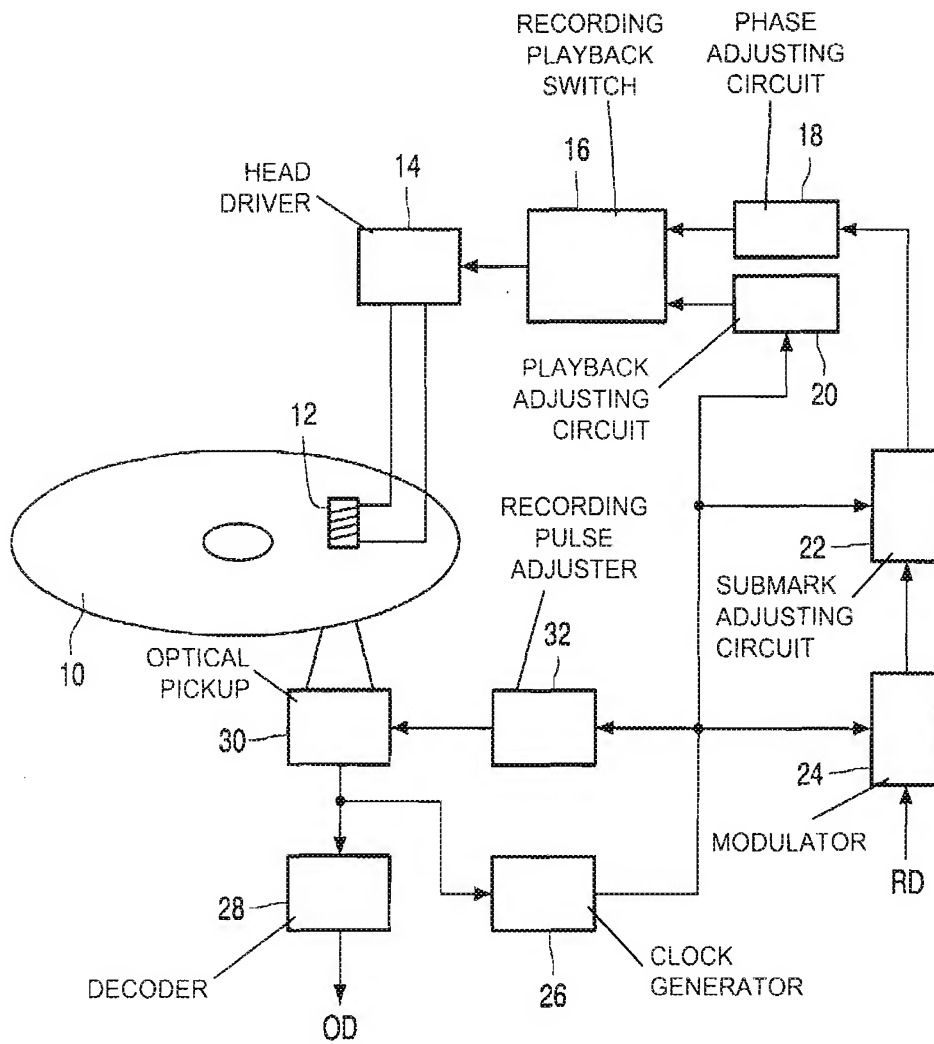 RECORDING
PLAYBACK
SWITCH
PHASE
ADJUSTING
CIRCUIT
HEAD
DRIVER
14
16
18
PLAYBACK
ADJUSTING
CIRCUIT
20
12
RECORDING
PULSE
ADJUSTER
22
SUBMARK
ADJUSTING
CIRCUIT
10
OPTICAL
PICKUP
30
32
24
MODULATOR
RD
28
DECODER
OD
26
CLOCK
GENERATOR